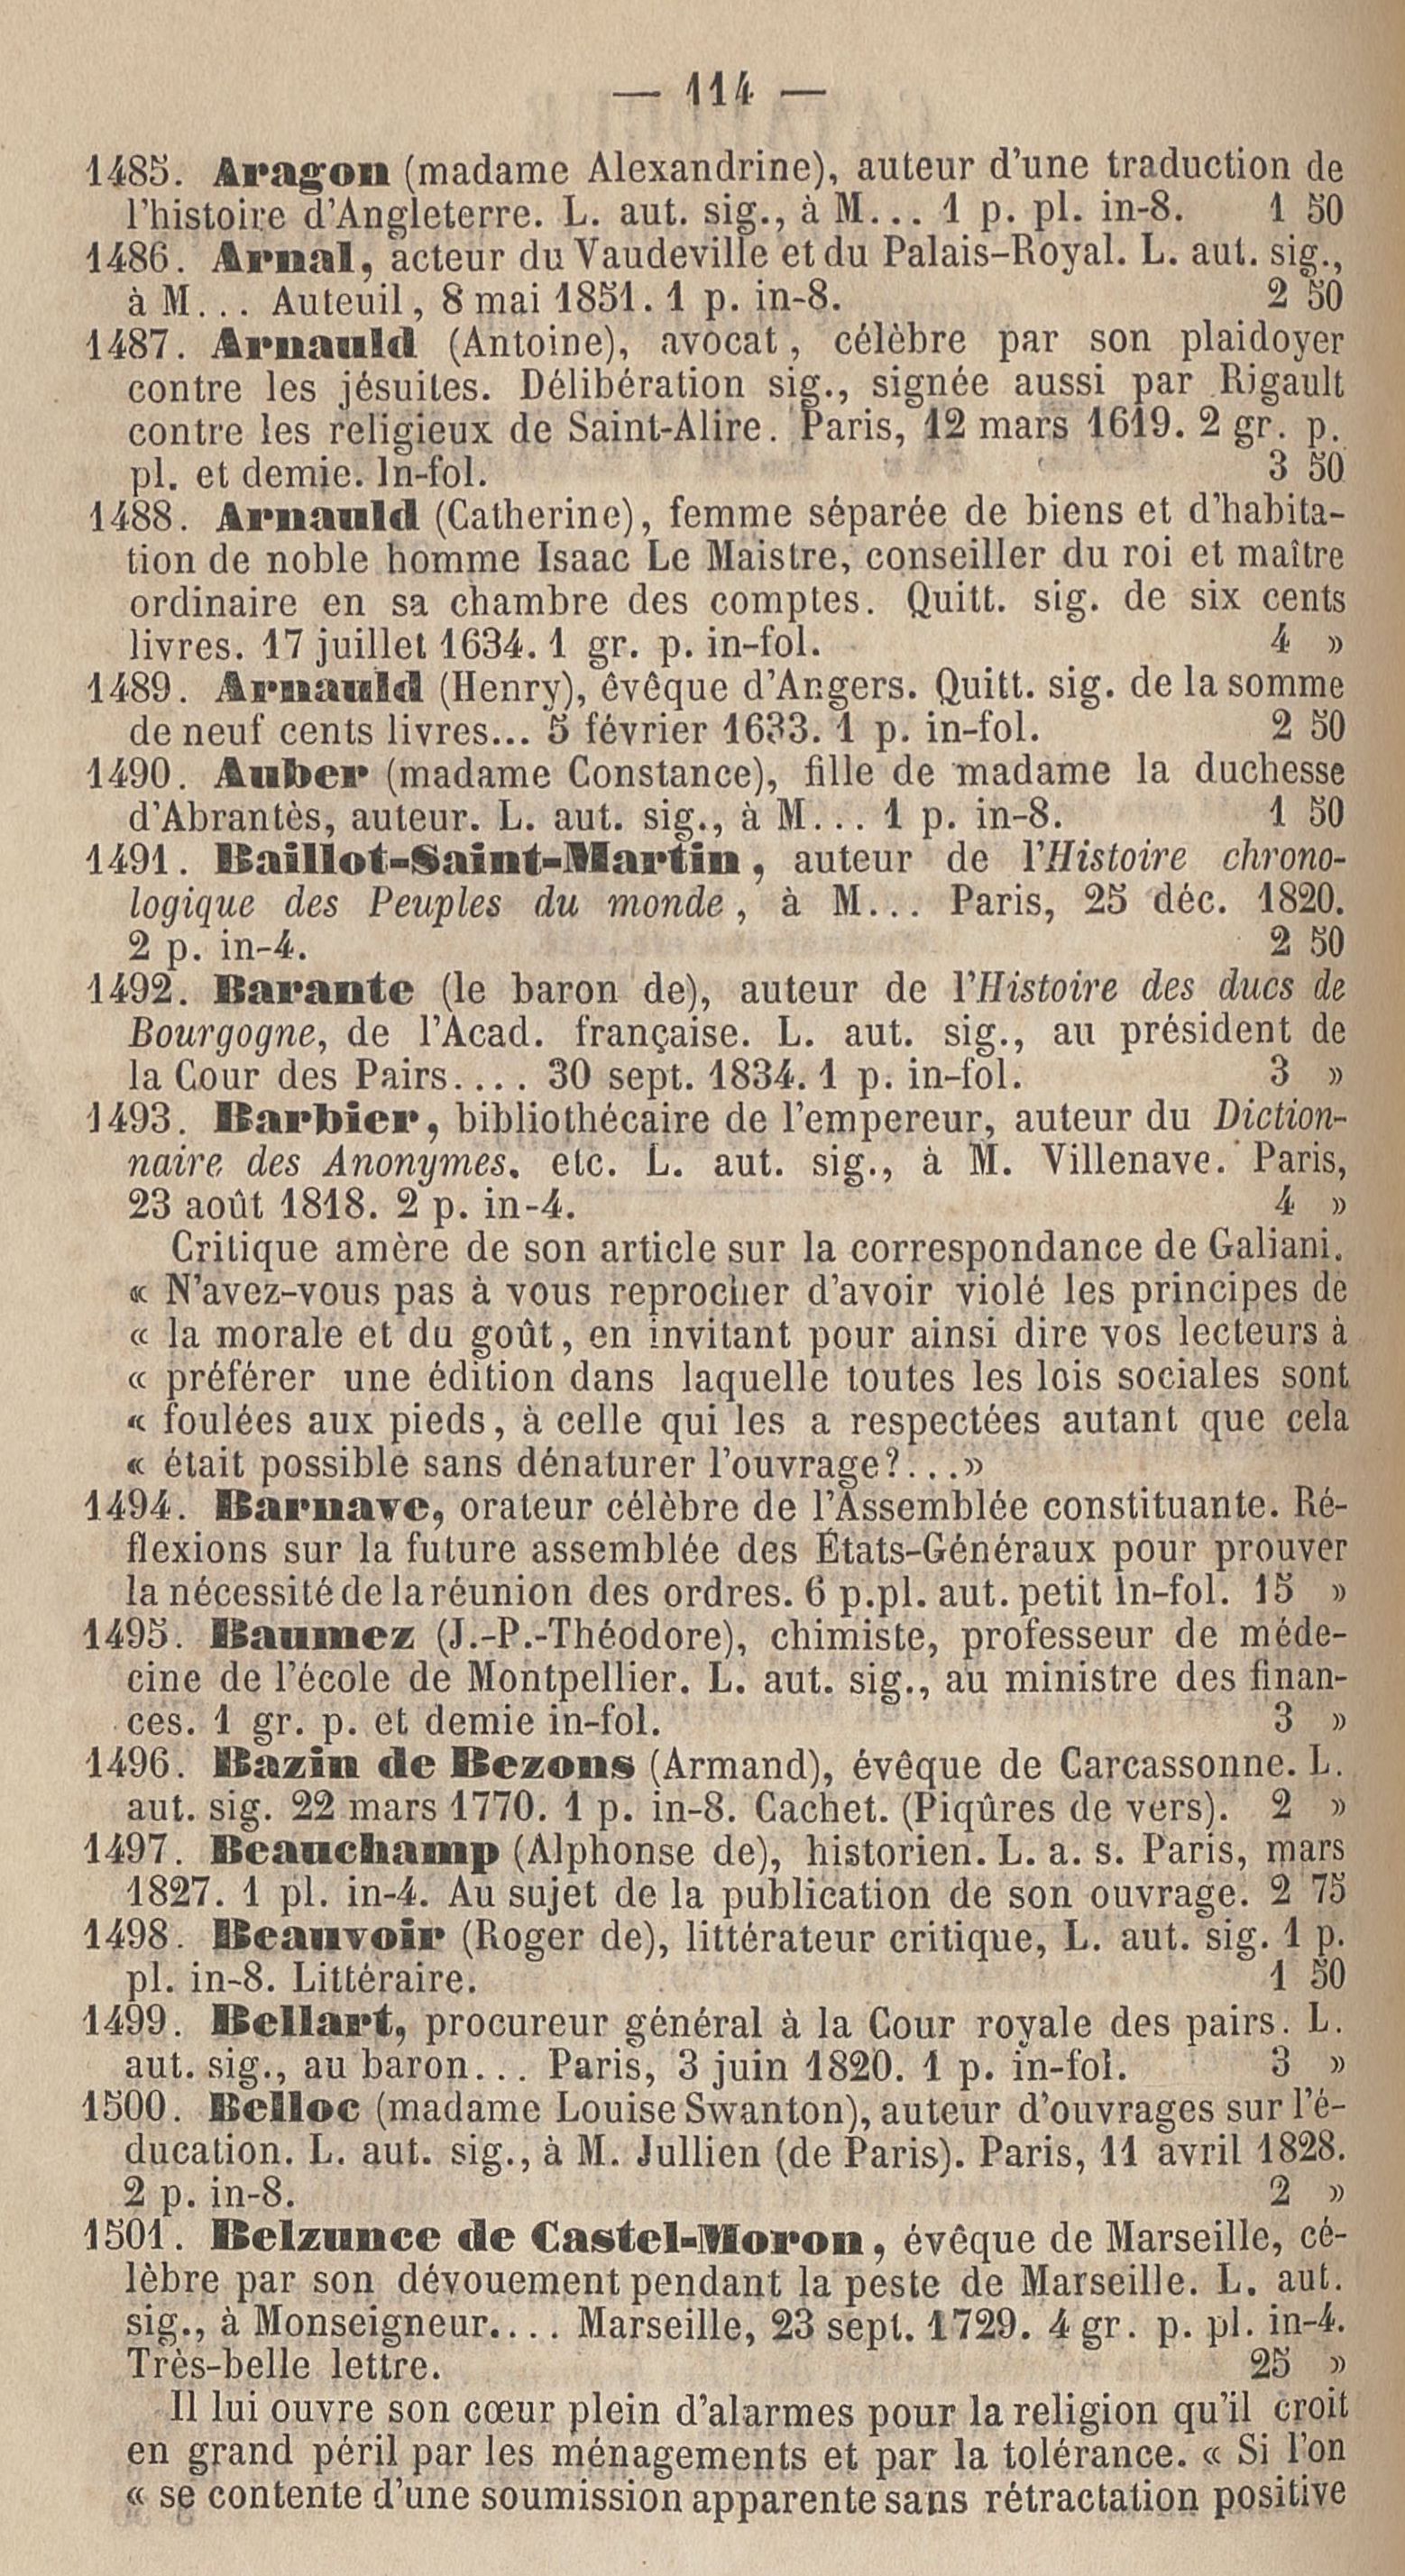 — 114 —
1485. Aragon (madame Alexandrine), auteur d'une traduction de
l'histoire d'Angleterre. L. aut. sig., à M... 1 p. pl. in-8. 1 50
1486. Arnal, acteur du Vaudeville et du Palais-Royal. L. aut. sig.,
à M... Auteuil, 8 mai 1851. 1 p. in-8. 2 50
1487. Arnauld (Antoine), avocat, célèbre par son plaidoyer
contre les jésuites. Délibération sig., signée aussi par Rigault
contre les religieux de Saint-Alire. Paris, 12 mars 1619. 2 gr. p.
pl. et demie. In-fol. 3 50
1488. Arnauld (Catherine), femme séparée de biens et d'habita-
tion de noble homme Isaac Le Maistre, conseiller du roi et maître
ordinaire en sa chambre des comptes. Quitt. sig. de six cents
livres. 17 juillet 1634. 1 gr. p. in-fol. 4 »
1489. Arnauld (Henry), évêque d'Angers. Quitt. sig. de la somme
de neuf cents livres... 5 février 1633. 1 p. in-fol. 2 50
1490. Auber (madame Constance), fille de madame la duchesse
d'Abrantès, auteur. L. aut. sig., à M... 1 p. in-8. 1 50
1491. Baillot-Saint-Martin, auteur de l'Histoire chrono-
logique des Peuples du monde, à M... Paris, 25 déc. 1820.
2 p. in-4. 2 50
1492. Barante (le baron de), auteur de l'Histoire des ducs de
Bourgogne, de l'Acad. française. L. aut. sig., au président de
la Cour des Pairs.... 30 sept. 1834. 1 p. in-fol. 3 »
1493. Barbier, bibliothécaire de l'empereur, auteur du Diction-
naire des Anonymes. etc. L. aut. sig., à M. Villenave. Paris,
23 août 1818. 2 p. in-4. 4 »
Critique amère de son article sur la correspondance de Galiani.
« N'avez-vous pas à vous reprocher d'avoir violé les principes de
« la morale et du goût, en invitant pour ainsi dire vos lecteurs à
« préférer une édition dans laquelle toutes les lois sociales sont
« foulées aux pieds, à celle qui les a respectées autant que cela
« était possible sans dénaturer l'ouvrage?...»
1494. Barnave, orateur célèbre de l'Assemblée constituante. Ré-
flexions sur la future assemblée des États-Généraux pour prouver
la nécessité de la réunion des ordres. 6 p. pl. aut. petit in-fol. 15 »
1495. Baumez (J.-P.-Théodore), chimiste, professeur de méde-
cine de l'école de Montpellier. L. aut. sig., au ministre des finan-
ces. 1 gr. p. et demie in-fol. 3 »
1496. Bazin de Bezons (Armand), évêque de Carcassonne. L.
aut. sig. 22 mars 1770. 1 p. in-8. Cachet. (Piqûres de vers). 2 »
1497. Beauchamp (Alphonse de), historien. L. a. s. Paris, mars
1827. 1 pl. in-4. Au sujet de la publication de son ouvrage. 2 75
1498. Beauvoir (Roger de), littérateur critique, L. aut. sig. 1 p.
pl. in-8. Littéraire. 1 50
1499. Bellart, procureur général à la Cour royale des pairs. L.
aut. sig., au baron... Paris, 3 juin 1820. 1 p. in-fol. 3 »
1500. Belloc (madame Louise Swanton), auteur d'ouvrages sur l'é-
ducation. L. aut. sig., à M. Jullien (de Paris). Paris, 11 avril 1828.
2 p. in-8. 2 »
1501. Belzunce de Castel-Moron, évêque de Marseille, cé-
lèbre par son dévouement pendant la peste de Marseille. L. aut.
sig., à Monseigneur.... Marseille, 23 sept. 1729. 4 gr. p. pl. in-4.
Très-belle lettre. 25 »
Il lui ouvre son cœur plein d'alarmes pour la religion qu'il croit
en grand péril par les ménagements et par la tolérance. « Si l'on
« se contente d'une soumission apparente sans rétractation positive